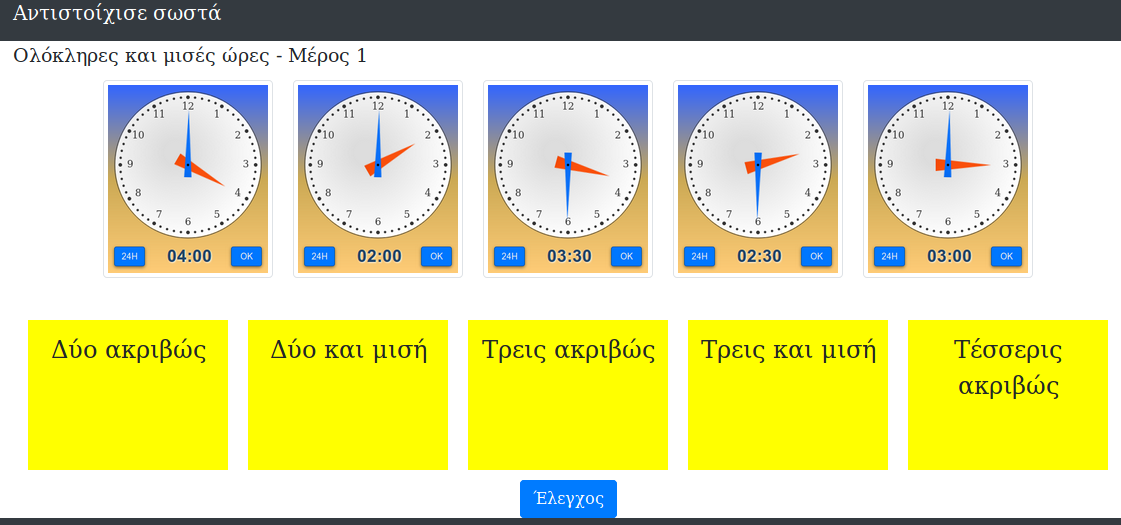 Αντιστοίχισε σωστά
Ολόκληρες και μισές ώρες - Μέρος 1
12 1 2 3 4 5 6 7 8 9 10 11
24H 04:00 OK
12 1 2 3 4 5 6 7 8 9 10 11
24H 02:00 OK
12 1 2 3 4 5 6 7 8 9 10 11
24H 03:30 OK
12 1 2 3 4 5 6 7 8 9 10 11
24H 02:30 OK
12 1 2 3 4 5 6 7 8 9 10 11
24H 03:00 OK
Δύο ακριβώς
Δύο και μισή
Τρεις ακριβώς
Τρεις και μισή
Τέσσερις
ακριβώς
Έλεγχος